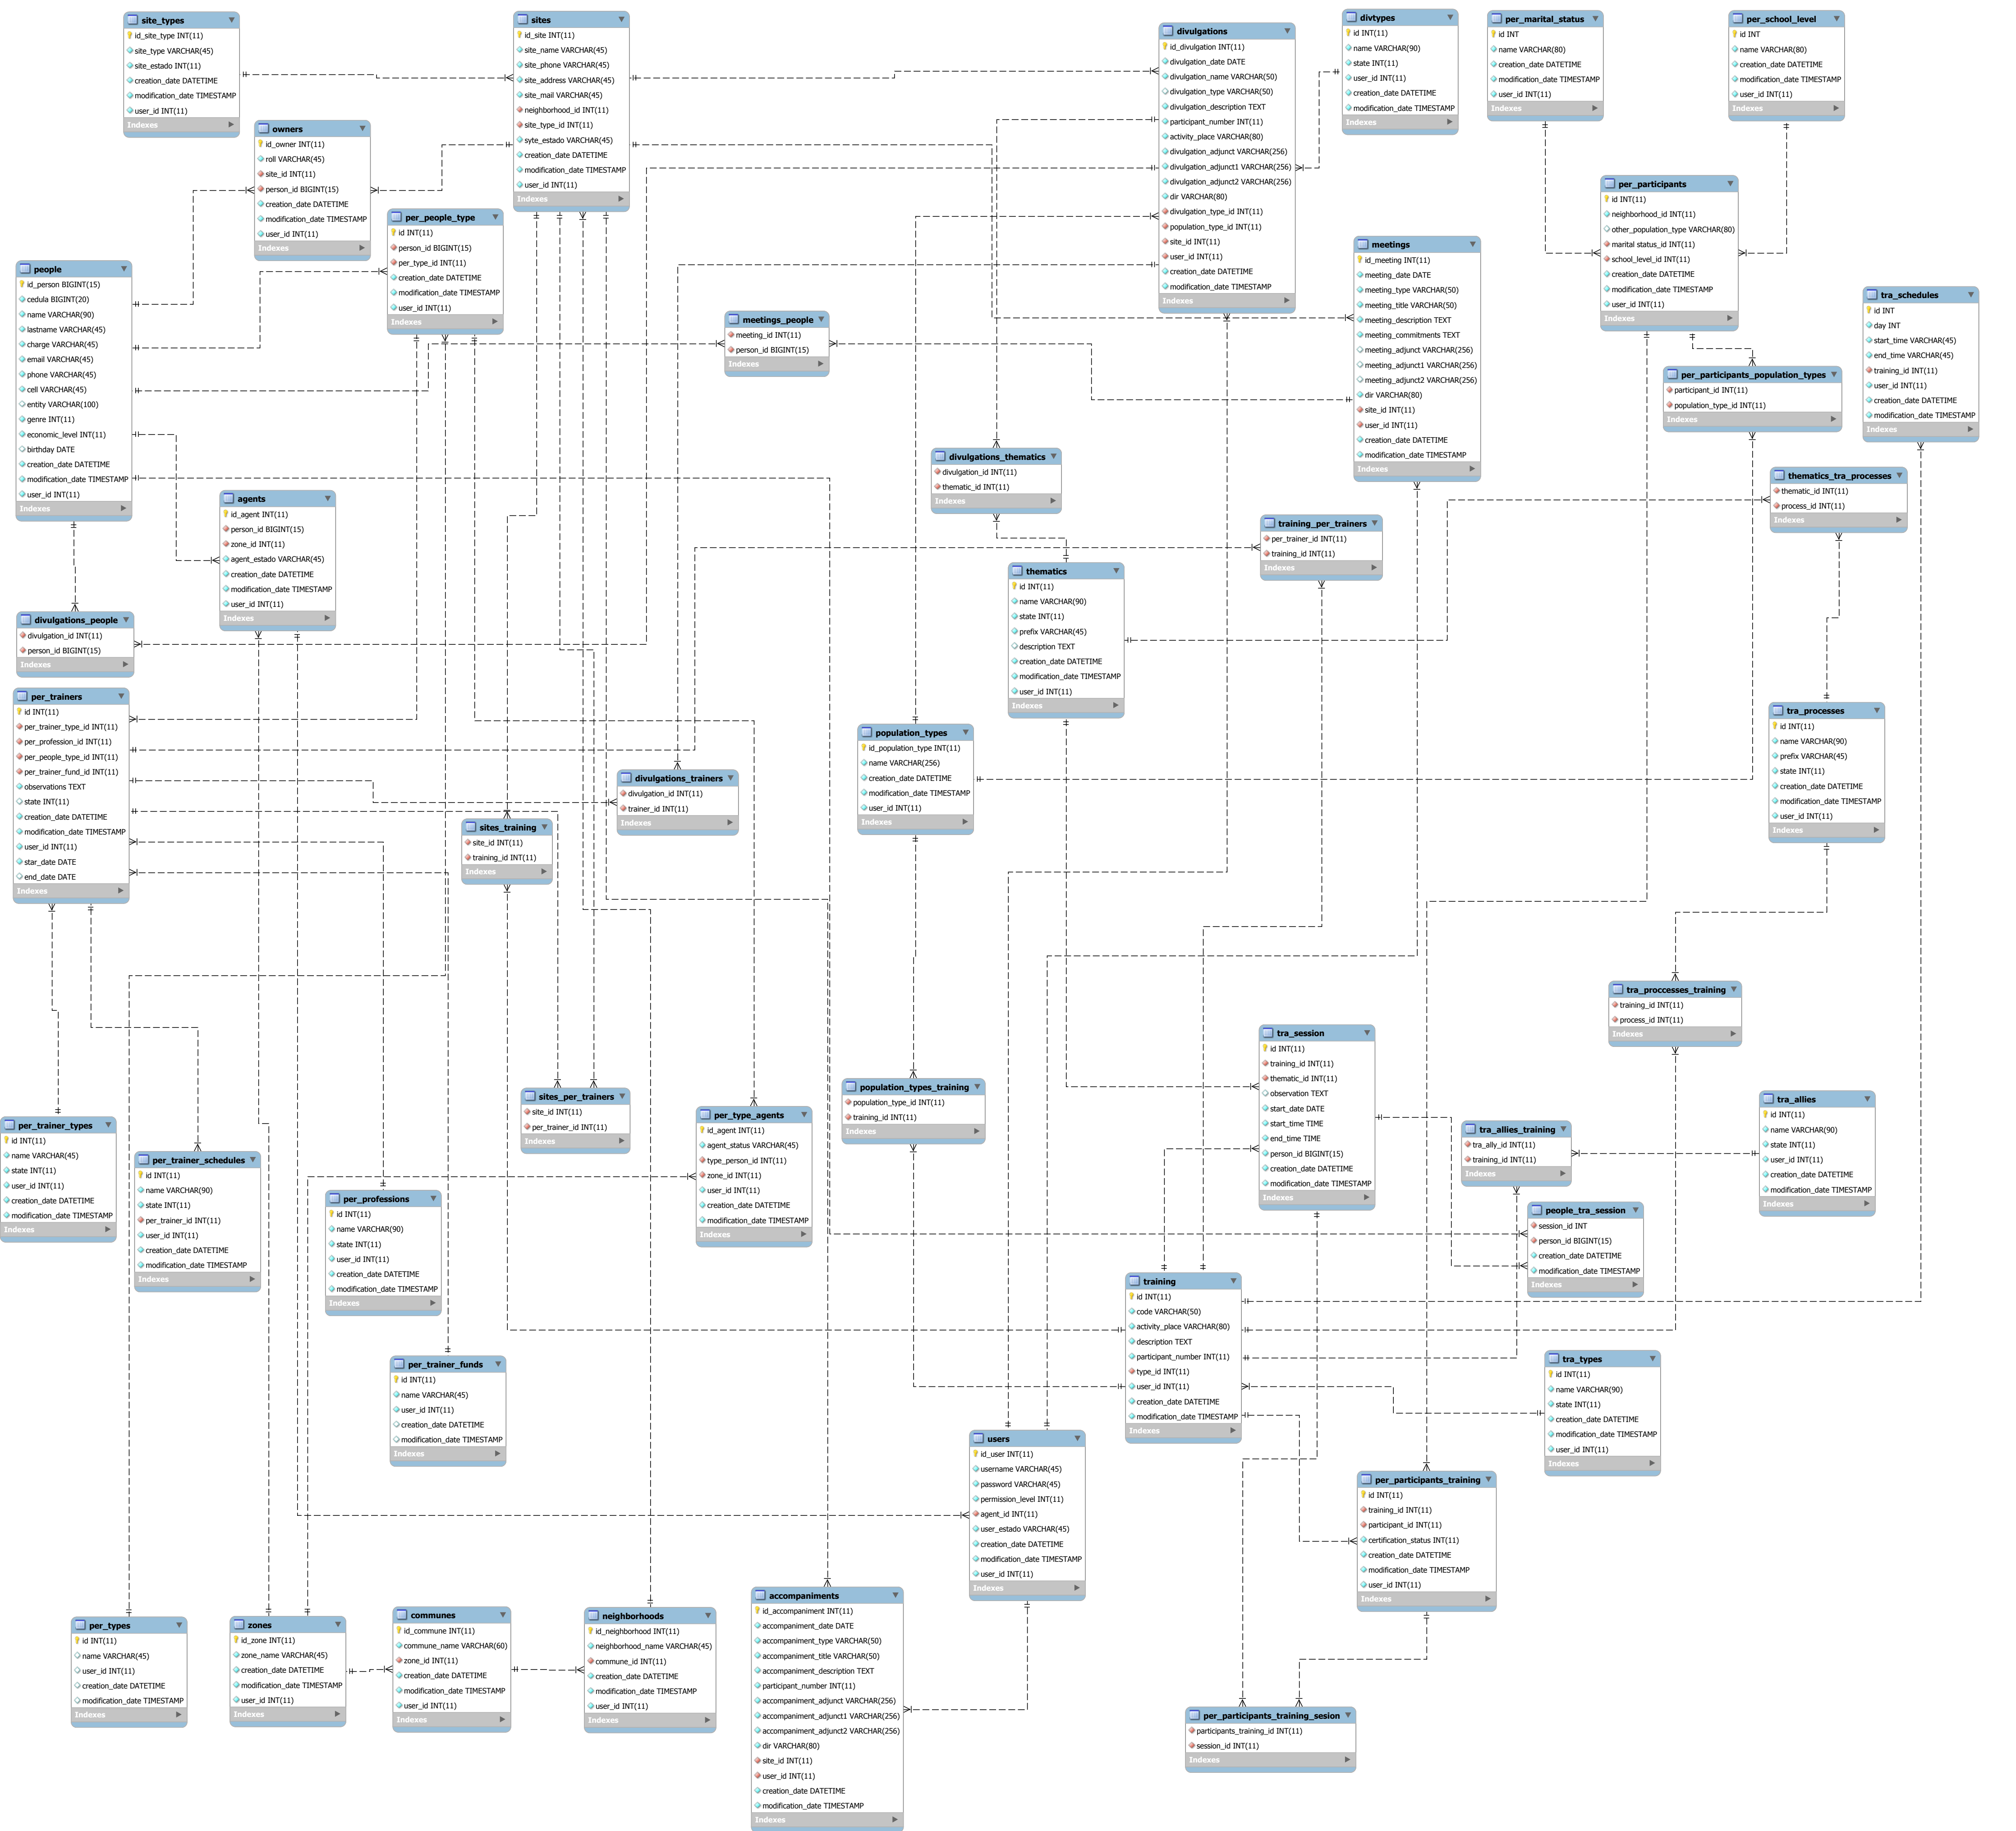 site_types
id_site_type INT(11)
site_type VARCHAR(45)
site_estado INT(11)
creation_date DATETIME
modification_date TIMESTAMP
user_id INT(11)
Indexes
sites
id_site INT(11)
site_name VARCHAR(45)
site_phone VARCHAR(45)
site_address VARCHAR(45)
site_mail VARCHAR(45)
neighborhood_id INT(11)
site_type_id INT(11)
syte_estado VARCHAR(45)
creation_date DATETIME
modification_date TIMESTAMP
user_id INT(11)
Indexes
divulgations
id_divulgation INT(11)
divulgation_date DATE
divulgation_name VARCHAR(50)
divulgation_type VARCHAR(50)
divulgation_description TEXT
participant_number INT(11)
activity_place VARCHAR(80)
divulgation_adjunct VARCHAR(256)
divulgation_adjunct1 VARCHAR(256)
divulgation_adjunct2 VARCHAR(256)
dir VARCHAR(80)
divulgation_type_id INT(11)
population_type_id INT(11)
site_id INT(11)
user_id INT(11)
creation_date DATETIME
modification_date TIMESTAMP
Indexes
divtypes
id INT(11)
name VARCHAR(90)
state INT(11)
user_id INT(11)
creation_date DATETIME
modification_date TIMESTAMP
Indexes
per_marital_status
id INT
name VARCHAR(80)
creation_date DATETIME
modification_date TIMESTAMP
user_id INT(11)
Indexes
per_school_level
id INT
name VARCHAR(80)
creation_date DATETIME
modification_date TIMESTAMP
user_id INT(11)
Indexes
owners
id_owner INT(11)
roll VARCHAR(45)
site_id INT(11)
person_id BIGINT(15)
creation_date DATETIME
modification_date TIMESTAMP
user_id INT(11)
Indexes
per_people_type
id INT(11)
person_id BIGINT(15)
per_type_id INT(11)
creation_date DATETIME
modification_date TIMESTAMP
user_id INT(11)
Indexes
per_participants
id INT(11)
neighborhood_id INT(11)
other_population_type VARCHAR(80)
marital status_id INT(11)
school_level_id INT(11)
creation_date DATETIME
modification_date TIMESTAMP
user_id INT(11)
Indexes
people
id_person BIGINT(15)
cedula BIGINT(20)
name VARCHAR(90)
lastname VARCHAR(45)
charge VARCHAR(45)
email VARCHAR(45)
phone VARCHAR(45)
cell VARCHAR(45)
entity VARCHAR(100)
genre INT(11)
economic_level INT(11)
birthday DATE
creation_date DATETIME
modification_date TIMESTAMP
user_id INT(11)
Indexes
meetings
id_meeting INT(11)
meeting_date DATE
meeting_type VARCHAR(50)
meeting_title VARCHAR(50)
meeting_description TEXT
meeting_commitments TEXT
meeting_adjunct VARCHAR(256)
meeting_adjunct1 VARCHAR(256)
meeting_adjunct2 VARCHAR(256)
dir VARCHAR(80)
site_id INT(11)
user_id INT(11)
creation_date DATETIME
modification_date TIMESTAMP
Indexes
tra_schedules
id INT
day INT
start_time VARCHAR(45)
end_time VARCHAR(45)
training_id INT(11)
user_id INT(11)
creation_date DATETIME
modification_date TIMESTAMP
Indexes
meetings_people
meeting_id INT(11)
person_id BIGINT(15)
Indexes
per_participants_population_types
participant_id INT(11)
population_type_id INT(11)
Indexes
divulgations_thematics
divulgation_id INT(11)
thematic_id INT(11)
Indexes
thematics_tra_processes
thematic_id INT(11)
process_id INT(11)
Indexes
agents
id_agent INT(11)
person_id BIGINT(15)
zone_id INT(11)
agent_estado VARCHAR(45)
creation_date DATETIME
modification_date TIMESTAMP
user_id INT(11)
Indexes
training_per_trainers
per_trainer_id INT(11)
training_id INT(11)
Indexes
thematics
id INT(11)
name VARCHAR(90)
state INT(11)
prefix VARCHAR(45)
description TEXT
creation_date DATETIME
modification_date TIMESTAMP
user_id INT(11)
Indexes
divulgations_people
divulgation_id INT(11)
person_id BIGINT(15)
Indexes
per_trainers
id INT(11)
per_trainer_type_id INT(11)
per_profession_id INT(11)
per_people_type_id INT(11)
per_trainer_fund_id INT(11)
observations TEXT
state INT(11)
creation_date DATETIME
modification_date TIMESTAMP
user_id INT(11)
star_date DATE
end_date DATE
Indexes
population_types
id_population_type INT(11)
name VARCHAR(256)
creation_date DATETIME
modification_date TIMESTAMP
user_id INT(11)
Indexes
tra_processes
id INT(11)
name VARCHAR(90)
prefix VARCHAR(45)
state INT(11)
creation_date DATETIME
modification_date TIMESTAMP
user_id INT(11)
Indexes
divulgations_trainers
divulgation_id INT(11)
trainer_id INT(11)
Indexes
sites_training
site_id INT(11)
training_id INT(11)
Indexes
tra_proccesses_training
training_id INT(11)
process_id INT(11)
Indexes
tra_session
id INT(11)
training_id INT(11)
thematic_id INT(11)
observation TEXT
start_date DATE
start_time TIME
end_time TIME
person_id BIGINT(15)
creation_date DATETIME
modification_date TIMESTAMP
Indexes
population_types_training
population_type_id INT(11)
training_id INT(11)
Indexes
sites_per_trainers
site_id INT(11)
per_trainer_id INT(11)
Indexes
per_type_agents
id_agent INT(11)
agent_status VARCHAR(45)
type_person_id INT(11)
zone_id INT(11)
user_id INT(11)
creation_date DATETIME
modification_date TIMESTAMP
Indexes
tra_allies
id INT(11)
name VARCHAR(90)
state INT(11)
user_id INT(11)
creation_date DATETIME
modification_date TIMESTAMP
Indexes
per_trainer_types
id INT(11)
name VARCHAR(45)
state INT(11)
user_id INT(11)
creation_date DATETIME
modification_date TIMESTAMP
Indexes
tra_allies_training
tra_ally_id INT(11)
training_id INT(11)
Indexes
per_trainer_schedules
id INT(11)
name VARCHAR(90)
state INT(11)
per_trainer_id INT(11)
user_id INT(11)
creation_date DATETIME
modification_date TIMESTAMP
Indexes
per_professions
id INT(11)
name VARCHAR(90)
state INT(11)
user_id INT(11)
creation_date DATETIME
modification_date TIMESTAMP
Indexes
people_tra_session
session_id INT
person_id BIGINT(15)
creation_date DATETIME
modification_date TIMESTAMP
Indexes
training
id INT(11)
code VARCHAR(50)
activity_place VARCHAR(80)
description TEXT
participant_number INT(11)
type_id INT(11)
user_id INT(11)
creation_date DATETIME
modification_date TIMESTAMP
Indexes
per_trainer_funds
id INT(11)
name VARCHAR(45)
user_id INT(11)
creation_date DATETIME
modification_date TIMESTAMP
Indexes
tra_types
id INT(11)
name VARCHAR(90)
state INT(11)
creation_date DATETIME
modification_date TIMESTAMP
user_id INT(11)
Indexes
users
id_user INT(11)
username VARCHAR(45)
password VARCHAR(45)
permission_level INT(11)
agent_id INT(11)
user_estado VARCHAR(45)
creation_date DATETIME
modification_date TIMESTAMP
user_id INT(11)
Indexes
per_participants_training
id INT(11)
training_id INT(11)
participant_id INT(11)
certification_status INT(11)
creation_date DATETIME
modification_date TIMESTAMP
user_id INT(11)
Indexes
accompaniments
id_accompaniment INT(11)
accompaniment_date DATE
accompaniment_type VARCHAR(50)
accompaniment_title VARCHAR(50)
accompaniment_description TEXT
participant_number INT(11)
accompaniment_adjunct VARCHAR(256)
accompaniment_adjunct1 VARCHAR(256)
accompaniment_adjunct2 VARCHAR(256)
dir VARCHAR(80)
site_id INT(11)
user_id INT(11)
creation_date DATETIME
modification_date TIMESTAMP
Indexes
per_types
id INT(11)
name VARCHAR(45)
user_id INT(11)
creation_date DATETIME
modification_date TIMESTAMP
Indexes
zones
id_zone INT(11)
zone_name VARCHAR(45)
creation_date DATETIME
modification_date TIMESTAMP
user_id INT(11)
Indexes
communes
id_commune INT(11)
commune_name VARCHAR(60)
zone_id INT(11)
creation_date DATETIME
modification_date TIMESTAMP
user_id INT(11)
Indexes
neighborhoods
id_neighborhood INT(11)
neighborhood_name VARCHAR(45)
commune_id INT(11)
creation_date DATETIME
modification_date TIMESTAMP
user_id INT(11)
Indexes
per_participants_training_sesion
participants_training_id INT(11)
session_id INT(11)
Indexes